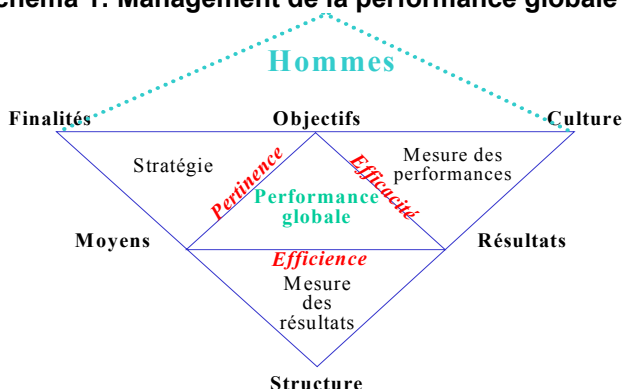 chéma 1: Management de la performance globale
Hommes
Finalités
Objectifs
Culture
Stratégie
Pertinence
Efficacité
Mesure des
performances
Performance
globale
Moyens
Résultats
Efficience
Mesure
des
résultats
Structure